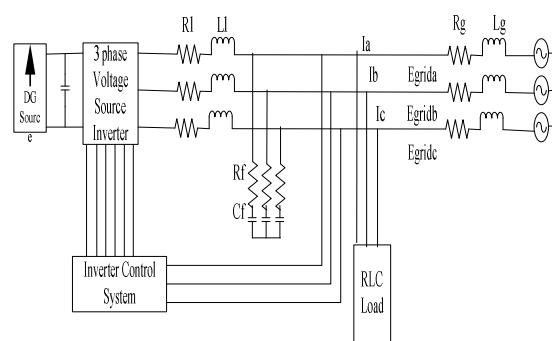 Rl Ll Rg Lg
3 phase
Voltage
Source
Inverter
DG
Sourc
e
Ia
Ib
Ic
Egrida
Egridb
Egridc
Rf
Cf
Inverter Control
System
RLC
Load